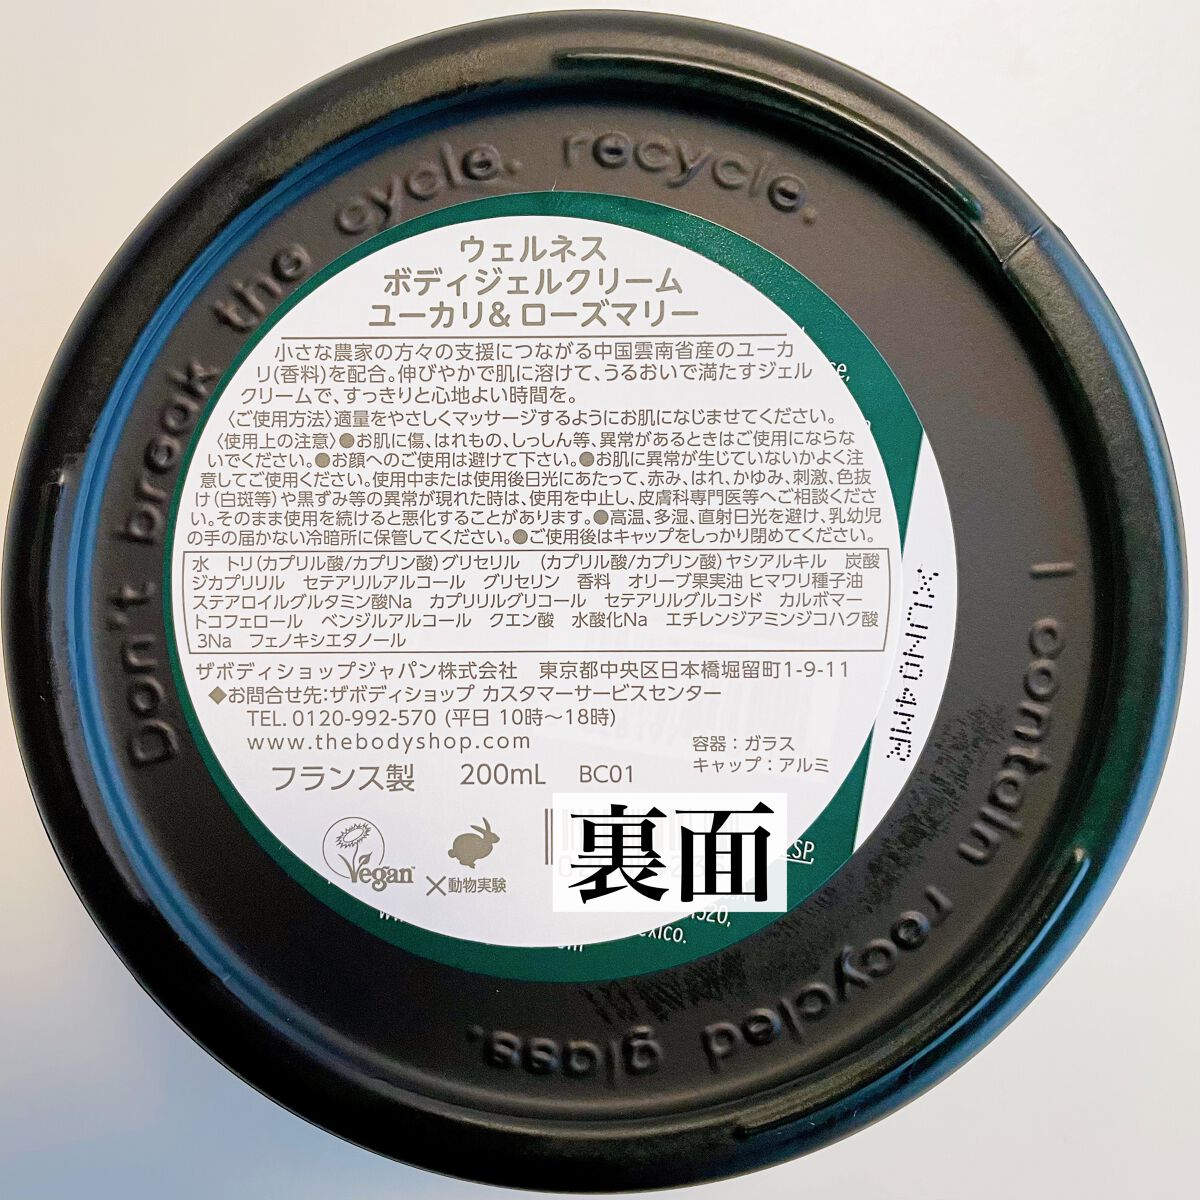 Don't break the cycle. recycle.
ウェルネス
ボディジェルクリーム
ユーカリ& ローズマリー
小さな農家の方々の支援につながる中国雲南省産のユーカ
リ(香料)を配合。伸びやかで肌に溶けて、うるおいで満たすジェル
クリームで、すっきりと心地よい時間を。
〈ご使用方法〉適量をやさしくマッサージするようにお肌になじませてください。
〈使用上の注意〉●お肌に傷、はれもの、しっしん等、異常があるときはご使用にならな
いでください。●お顔へのご使用は避けて下さい。●お肌に異常が生じていないかよく注
意してご使用ください。使用中または使用後日光にあたって、赤み、はれ、かゆみ、刺激、色抜
け(白斑等)や黒ずみ等の異常が現れた時は、使用を中止し、皮膚科専門医等へご相談くださ
い。そのまま使用を続けると悪化することがあります。●高温、多湿、直射日光を避け、乳幼児
の手の届かない冷暗所に保管してください。●ご使用後はキャップをしっかり閉めてください。
水 トリ(カプリル酸/カプリン酸)グリセリル (カプリル酸/カプリン酸)ヤシアルキル 炭酸
ジカプリリル セテアリルアルコール グリセリン 香料 オリーブ果実油 ヒマワリ種子油
ステアロイルグルタミン酸Na カプリリルグリコール セテアリルグルコシド カルボマー
トコフェロール ベンジルアルコール クエン酸 水酸化Na エチレンジアミンジコハク酸
3Na フェノキシエタノール
ザボディショップジャパン株式会社 東京都中央区日本橋堀留町1-9-11
◆お問合せ先:ザボディショップ カスタマーサービスセンター
TEL. 0120-992-570 (平日 10時〜18時)
www.thebodyshop.com
容器:ガラス
キャップ:アルミ
フランス製 200mL BC01
Vegan
×動物実験
裏面
I contain recycled glass.